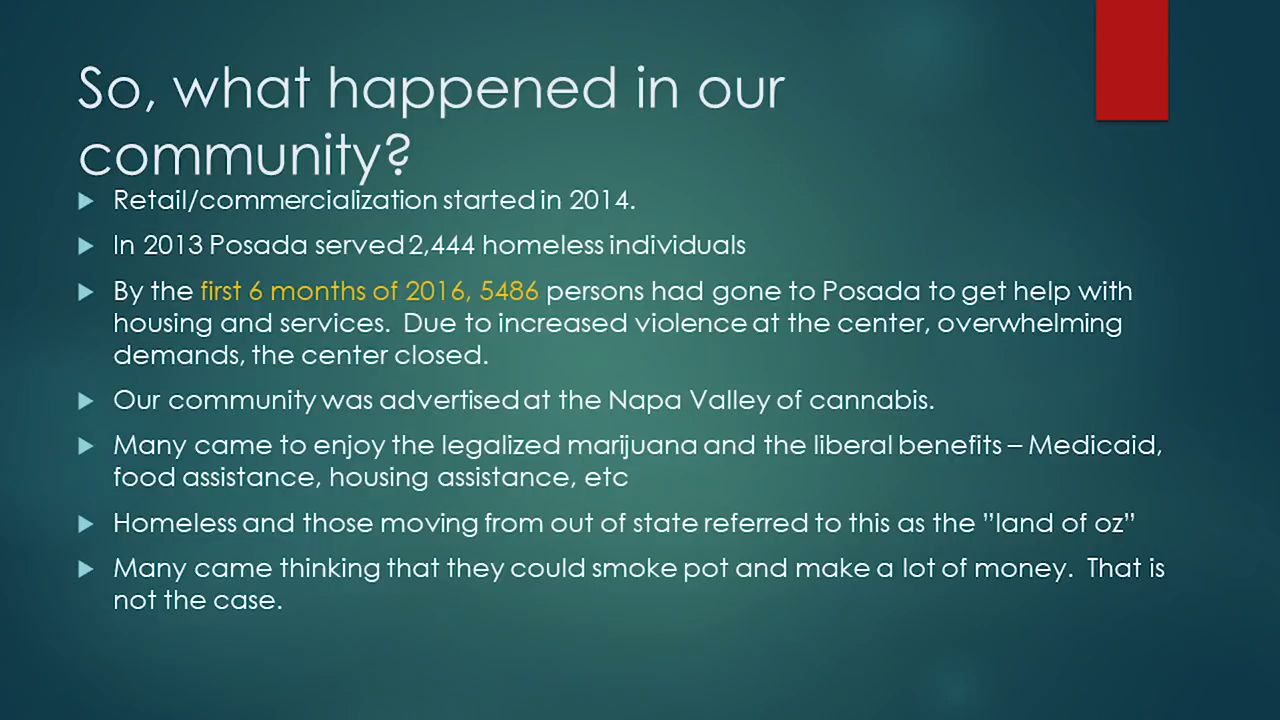 So, what happened in our
community?
Retail/commercialization started in 2014.
In 2013 Posada served 2,444 homeless individuals
By the first 6 months of 2016, 5486 persons had gone to Posada to get help with
housing and services.  Due to increased violence at the center, overwhelming
demands, the center closed.
Our community was advertised at the Napa Valley of cannabis.
Many came to enjoy the legalized marijuana and the liberal benefits – Medicaid,
food assistance, housing assistance, etc
Homeless and those moving from out of state referred to this as the ”land of oz”
Many came thinking that they could smoke pot and make a lot of money.  That is
not the case.